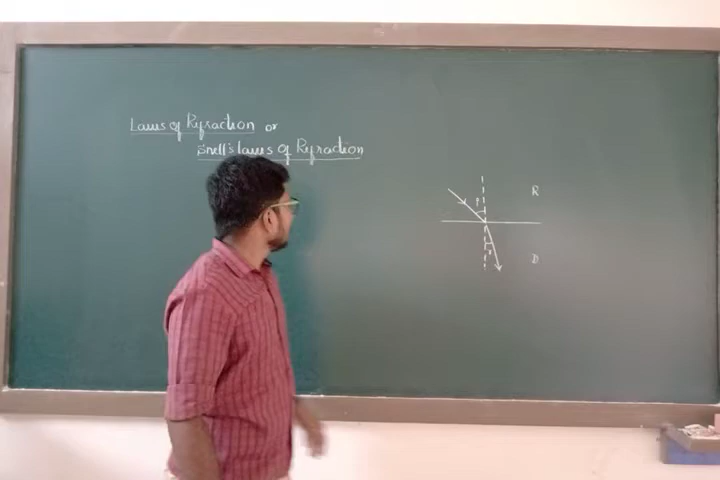 Laws of Refraction or
Snell's laws of Refraction
R
i
r
D